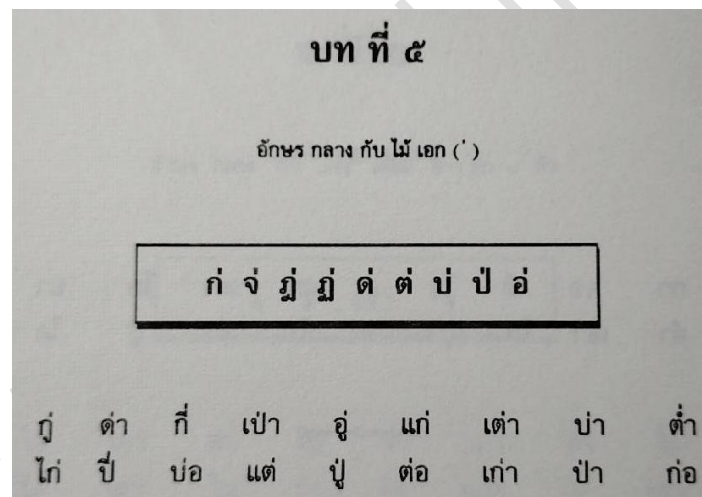 บท ที่ ๕
อักษร กลาง กับ ไม้ เอก ( ่ )
ก่ จ่ ฎ่ ฏ่ ด่ ต่ บ่ ป่ อ่
กู่ ด่า กี่ เป่า อู่ แก่ เต่า บ่า ต่ำ
ไก่ ปี่ บ่อ แต่ ปู่ ต่อ เก่า ป่า ก่อ